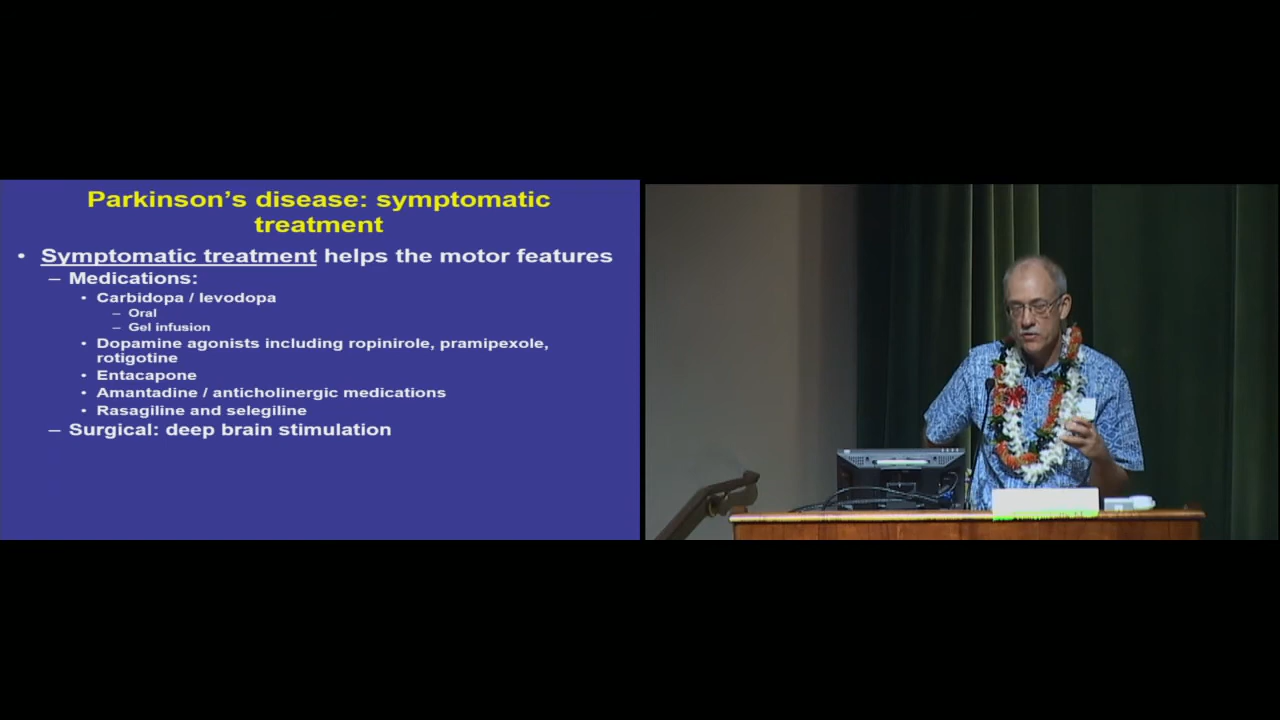 Parkinson's disease: symptomatic
treatment
• Symptomatic treatment helps the motor features
– Medications:
• Carbidopa / levodopa
– Oral
– Gel infusion
• Dopamine agonists including ropinirole, pramipexole,
rotigotine
• Entacapone
• Amantadine / anticholinergic medications
• Rasagiline and selegiline
– Surgical: deep brain stimulation